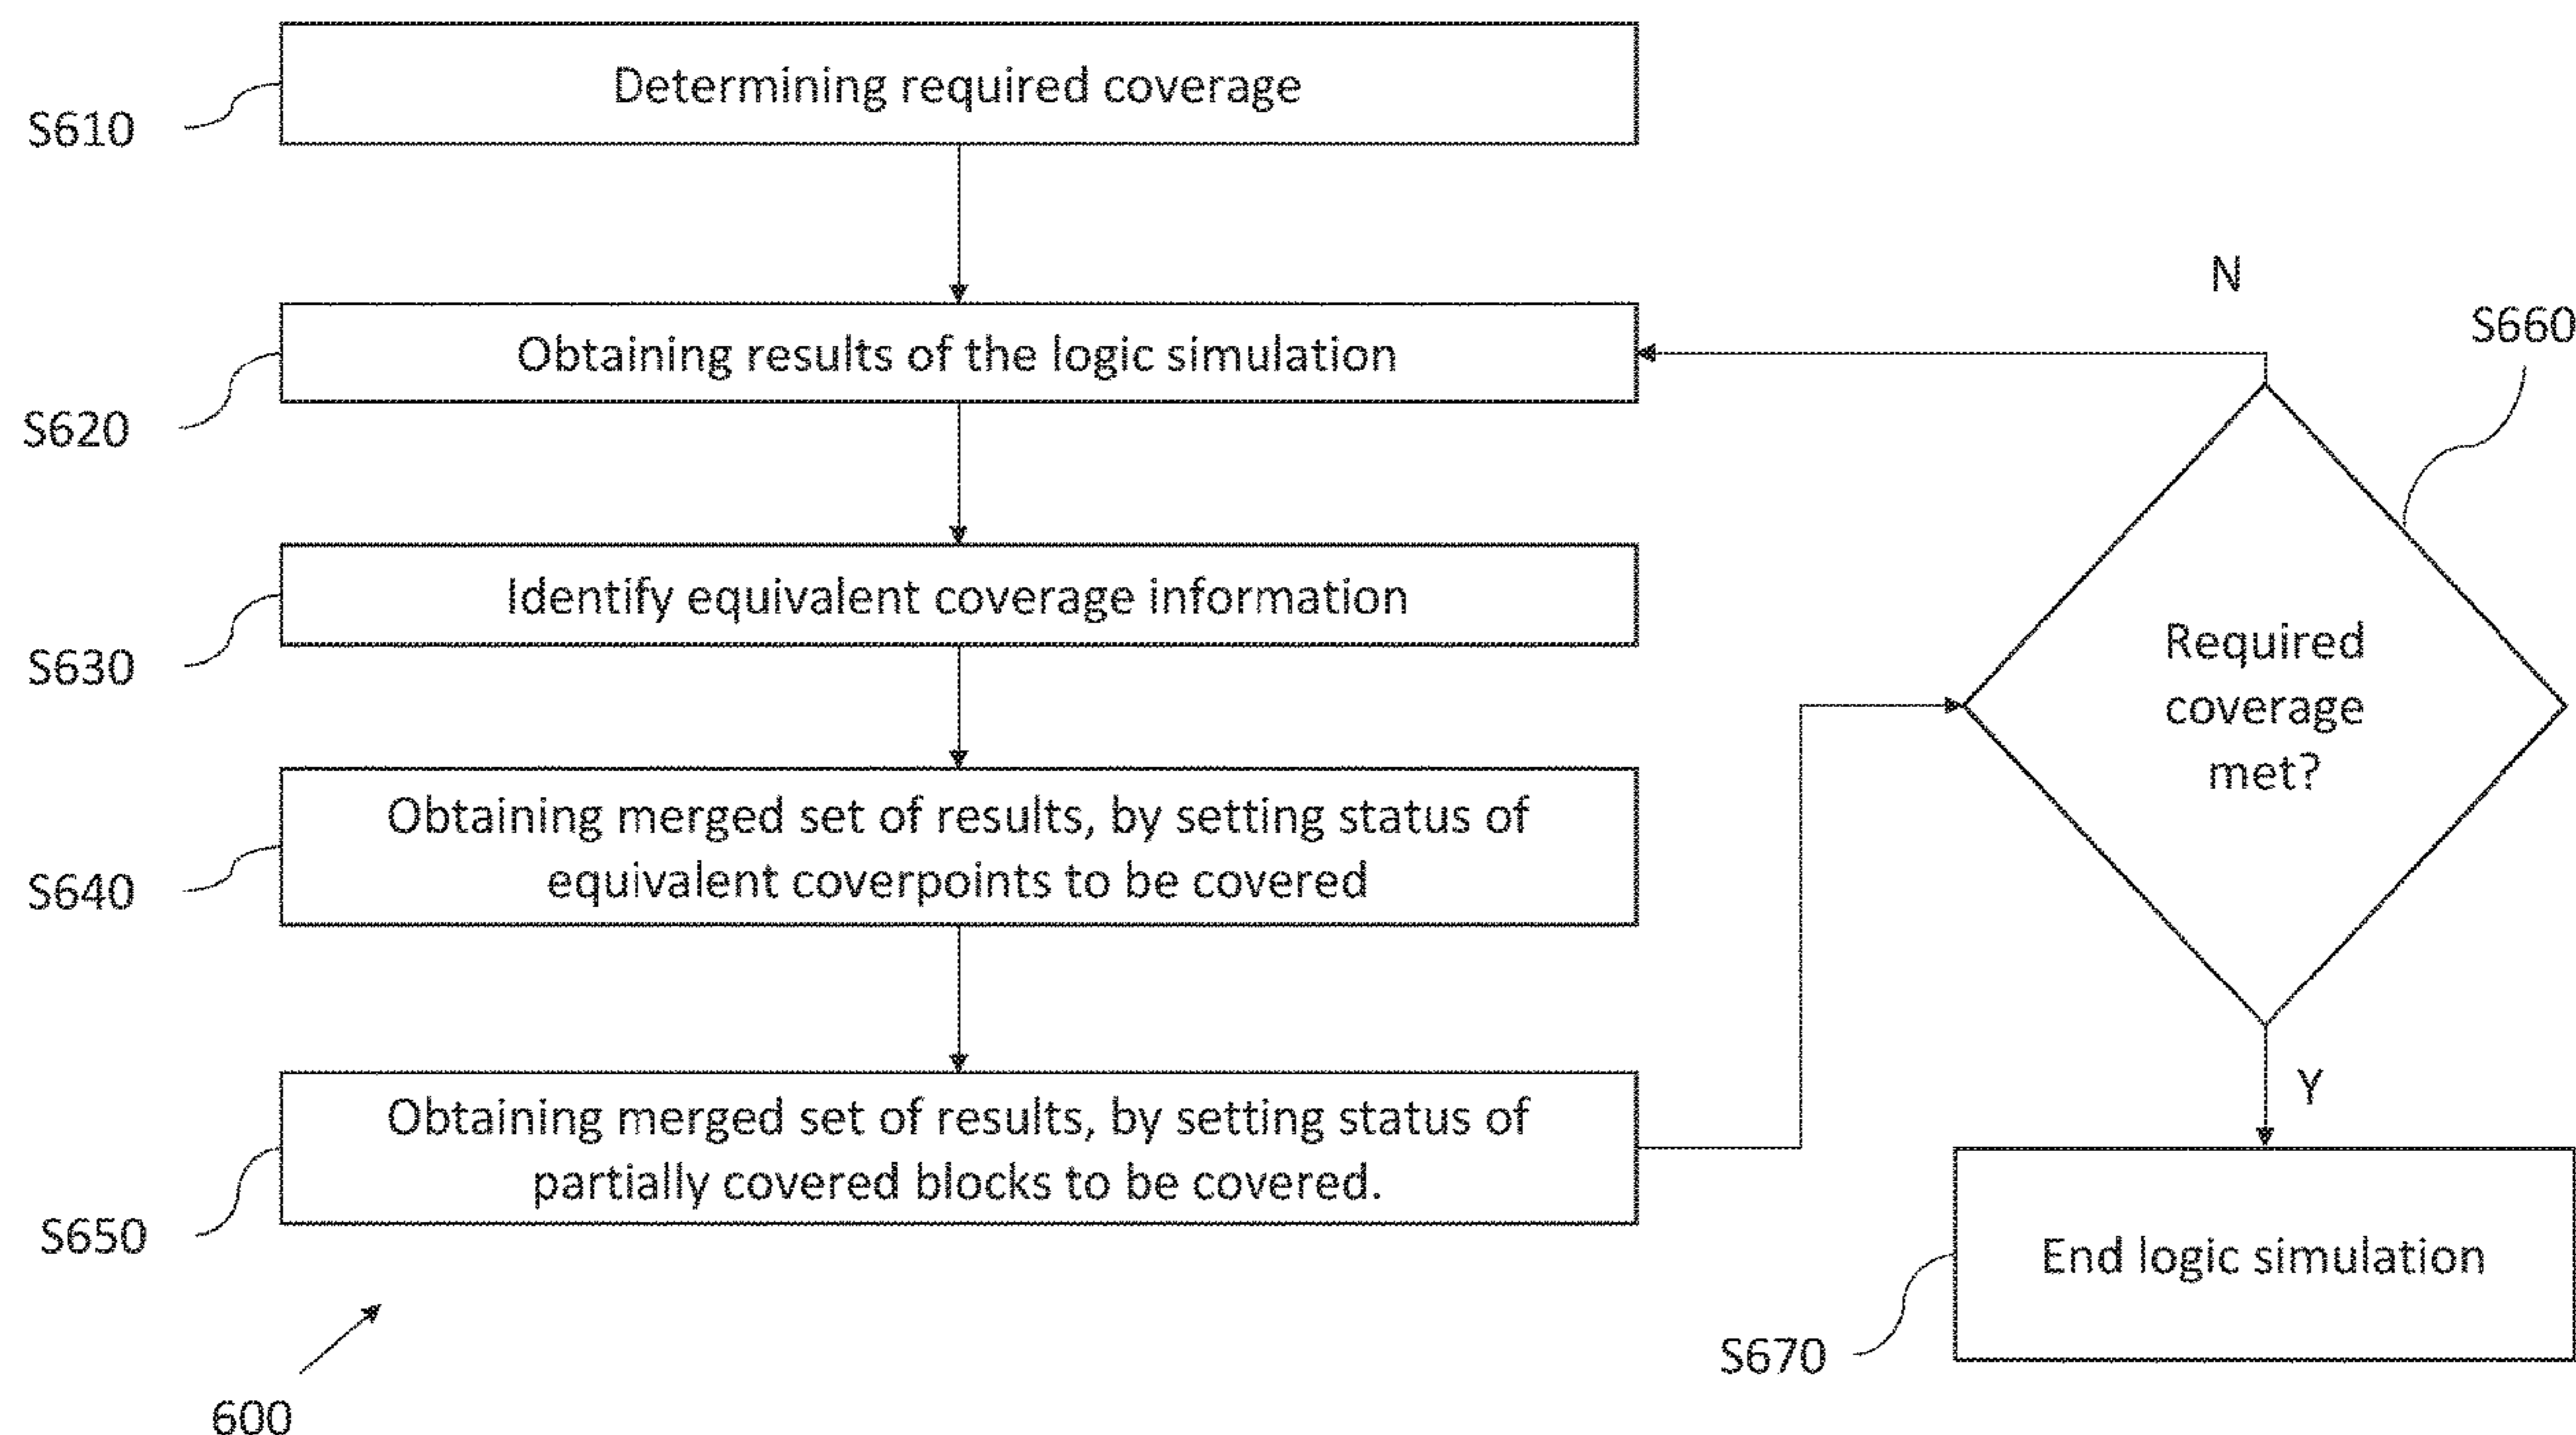 Determining required coverage
S610
N
S660
Obtaining results of the logic simulation
S620
Identify equivalent coverage information
S630
Required
coverage
met?
Obtaining merged set of results, by setting status of
equivalent coverpoints to be covered
S640
Y
Obtaining merged set of results, by setting status of
partially covered blocks to be covered.
S650
End logic simulation
S670
600